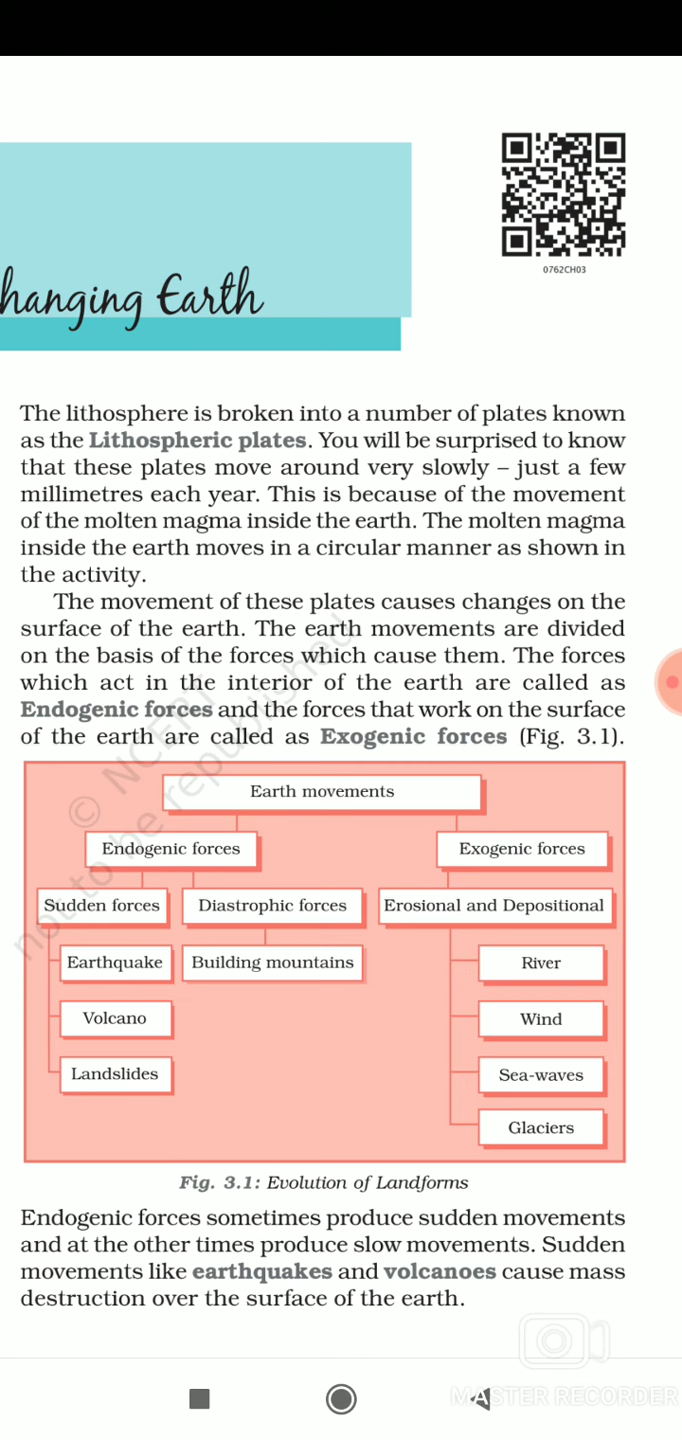 hanging Earth
0762CH03
The lithosphere is broken into a number of plates known
as the Lithospheric plates. You will be surprised to know
that these plates move around very slowly – just a few
millimetres each year. This is because of the movement
of the molten magma inside the earth. The molten magma
inside the earth moves in a circular manner as shown in
the activity.
The movement of these plates causes changes on the
surface of the earth. The earth movements are divided
on the basis of the forces which cause them. The forces
which act in the interior of the earth are called as
Endogenic forces and the forces that work on the surface
of the earth are called as Exogenic forces (Fig. 3.1).
© NCERT
not to be republished
Earth movements
Endogenic forces
Exogenic forces
Sudden forces
Diastrophic forces
Erosional and Depositional
Earthquake
Building mountains
River
Volcano
Wind
Landslides
Sea-waves
Glaciers
Fig. 3.1: Evolution of Landforms
Endogenic forces sometimes produce sudden movements
and at the other times produce slow movements. Sudden
movements like earthquakes and volcanoes cause mass
destruction over the surface of the earth.
MASTER RECORDER